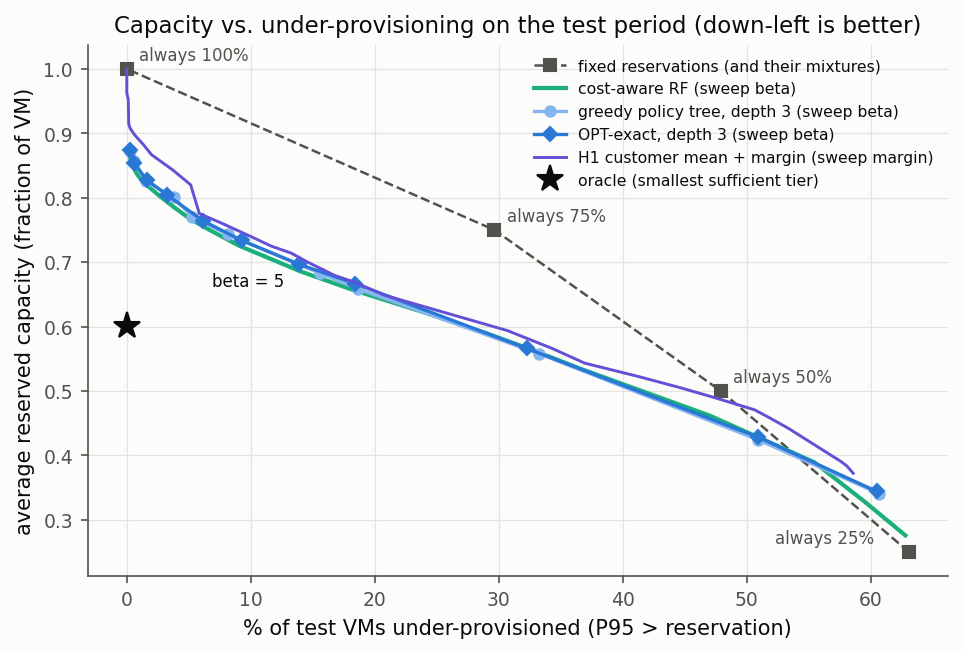 Capacity vs. under-provisioning on the test period (down-left is better)
always 100%
fixed reservations (and their mixtures)
cost-aware RF (sweep beta)
greedy policy tree, depth 3 (sweep beta)
OPT-exact, depth 3 (sweep beta)
H1 customer mean + margin (sweep margin)
oracle (smallest sufficient tier)
always 75%
beta = 5
always 50%
always 25%
average reserved capacity (fraction of VM)
1.0
0.9
0.8
0.7
0.6
0.5
0.4
0.3
0 10 20 30 40 50 60
% of test VMs under-provisioned (P95 > reservation)